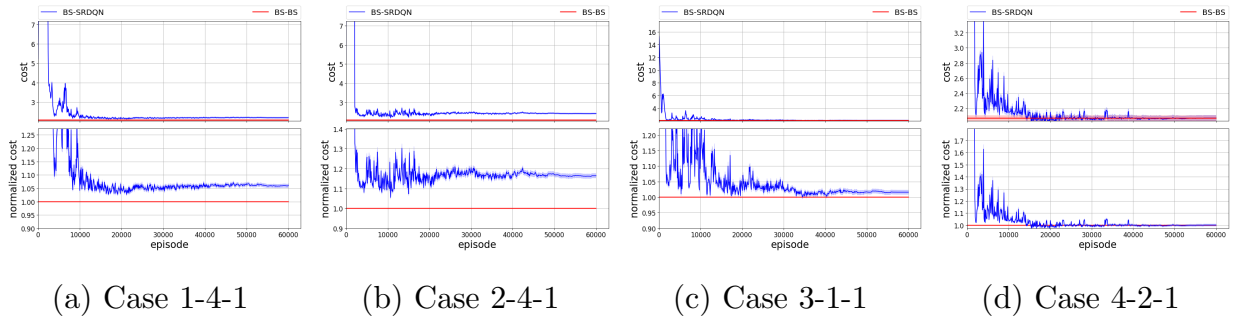 BS-SRDQN BS-BS
7
6
5
4
3
cost
1.25
1.20
1.15
1.10
1.05
1.00
0.95
0.90
normalized cost
0 10000 20000 30000 40000 50000 60000
episode
(a) Case 1-4-1
BS-SRDQN BS-BS
7
6
5
4
3
cost
1.4
1.3
1.2
1.1
1.0
0.9
normalized cost
0 10000 20000 30000 40000 50000 60000
episode
(b) Case 2-4-1
BS-SRDQN BS-BS
16
14
12
10
8
6
4
2
cost
1.20
1.15
1.10
1.05
1.00
0.95
0.90
normalized cost
0 10000 20000 30000 40000 50000 60000
episode
(c) Case 3-1-1
BS-SRDQN BS-BS
3.2
3.0
2.8
2.6
2.4
2.2
cost
1.7
1.6
1.5
1.4
1.3
1.2
1.1
1.0
normalized cost
0 10000 20000 30000 40000 50000 60000
episode
(d) Case 4-2-1